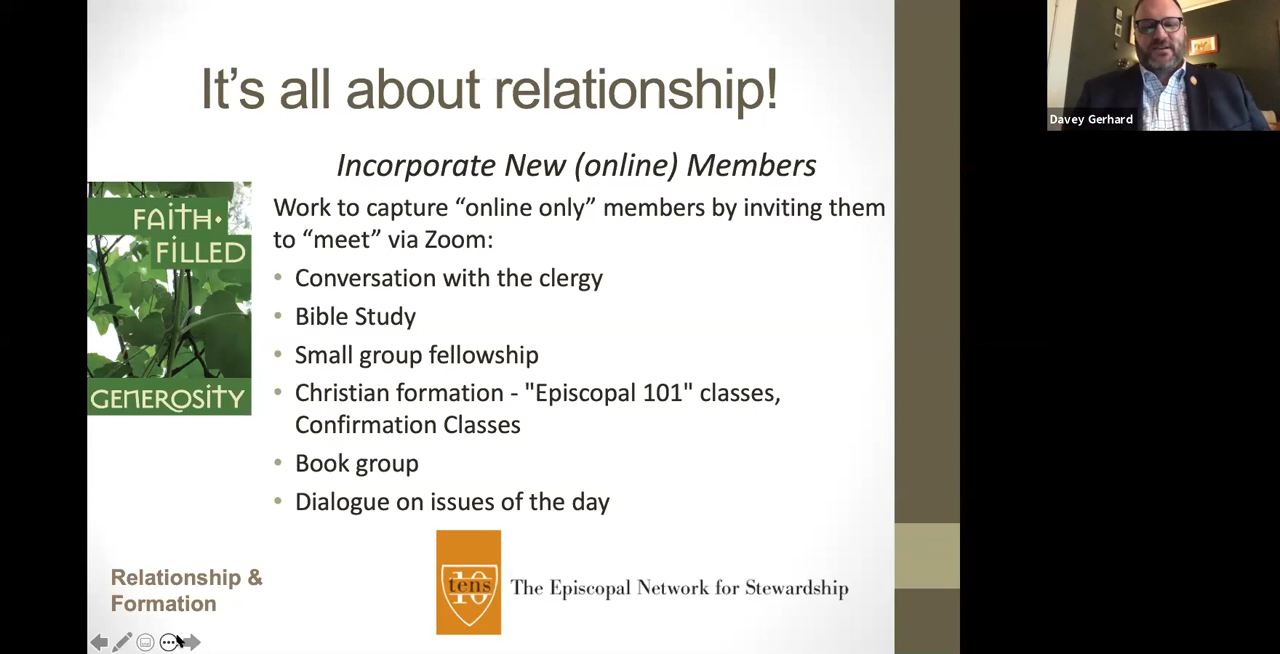 It's all about relationship!
Incorporate New (online) Members
FAITH·
FILLED
GENEROSITY
Work to capture “online only” members by inviting them
to “meet” via Zoom:
• Conversation with the clergy
• Bible Study
• Small group fellowship
• Christian formation - "Episcopal 101" classes,
Confirmation Classes
• Book group
• Dialogue on issues of the day
Relationship &
Formation
10
tens
The Episcopal Network for Stewardship
Davey Gerhard